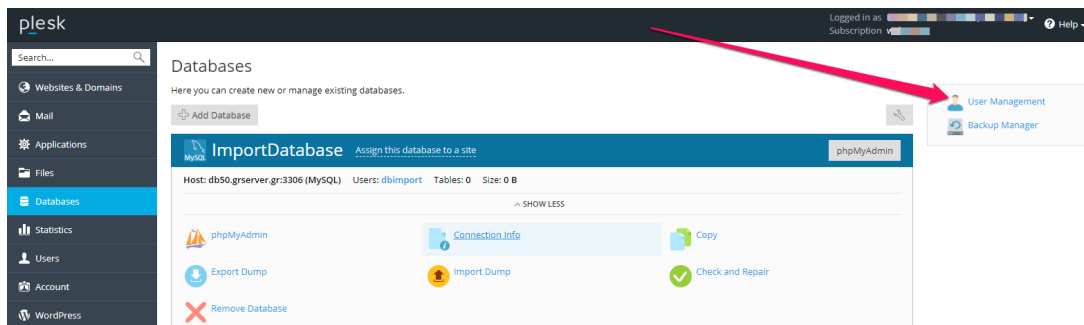 plesk
Logged in as
Subscription
Help
Search...
Websites & Domains
Mail
Applications
Files
Databases
Statistics
Users
Account
WordPress
Databases
Here you can create new or manage existing databases.
Add Database
MySQL
ImportDatabase Assign this database to a site
phpMyAdmin
Host: db50.grserver.gr:3306 (MySQL) Users: dbimport Tables: 0 Size: 0 B
SHOW LESS
phpMyAdmin
Connection Info
Copy
Export Dump
Import Dump
Check and Repair
Remove Database
User Management
Backup Manager